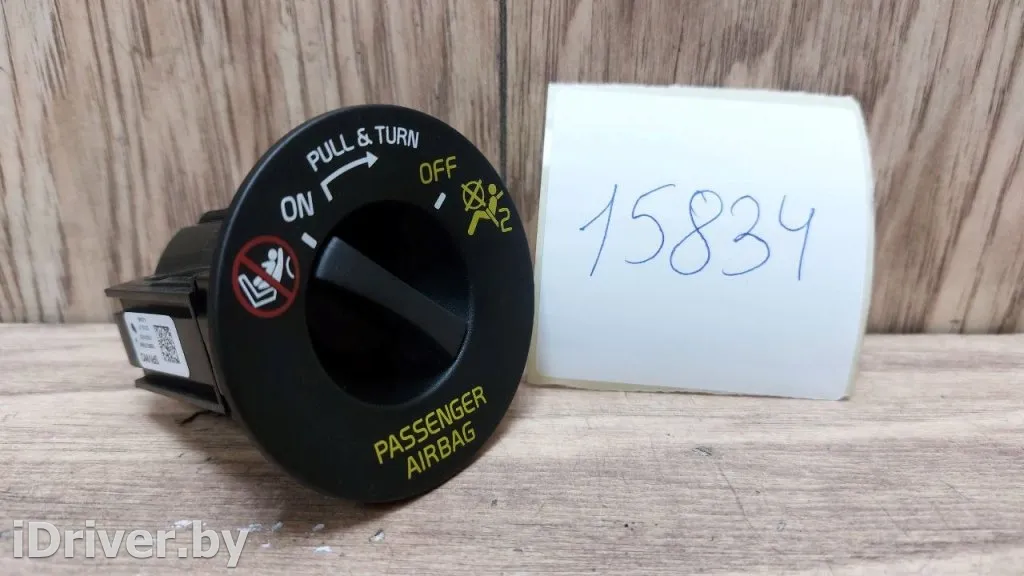 PULL & TURN
ON
OFF
2
PASSENGER
AIRBAG
15834
iDriver.by